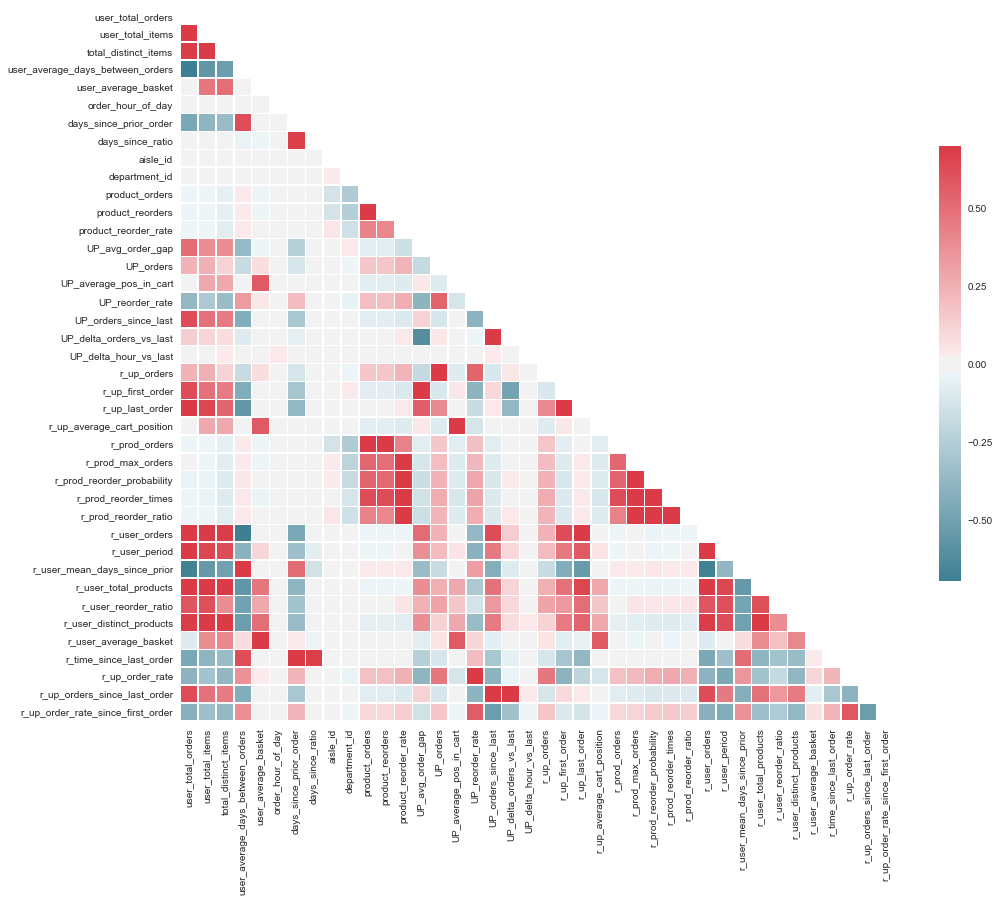 user_total_orders
user_total_items
total_distinct_items
user_average_days_between_orders
user_average_basket
order_hour_of_day
days_since_prior_order
days_since_ratio
aisle_id
department_id
product_orders
product_reorders
product_reorder_rate
UP_avg_order_gap
UP_orders
UP_average_pos_in_cart
UP_reorder_rate
UP_orders_since_last
UP_delta_orders_vs_last
UP_delta_hour_vs_last
r_up_orders
r_up_first_order
r_up_last_order
r_up_average_cart_position
r_prod_orders
r_prod_max_orders
r_prod_reorder_probability
r_prod_reorder_times
r_prod_reorder_ratio
r_user_orders
r_user_period
r_user_mean_days_since_prior
r_user_total_products
r_user_reorder_ratio
r_user_distinct_products
r_user_average_basket
r_time_since_last_order
r_up_order_rate
r_up_orders_since_last_order
r_up_order_rate_since_first_order
user_total_orders
user_total_items
total_distinct_items
user_average_days_between_orders
user_average_basket
order_hour_of_day
days_since_prior_order
days_since_ratio
aisle_id
department_id
product_orders
product_reorders
product_reorder_rate
UP_avg_order_gap
UP_orders
UP_average_pos_in_cart
UP_reorder_rate
UP_orders_since_last
UP_delta_orders_vs_last
UP_delta_hour_vs_last
r_up_orders
r_up_first_order
r_up_last_order
r_up_average_cart_position
r_prod_orders
r_prod_max_orders
r_prod_reorder_probability
r_prod_reorder_times
r_prod_reorder_ratio
r_user_orders
r_user_period
r_user_mean_days_since_prior
r_user_total_products
r_user_reorder_ratio
r_user_distinct_products
r_user_average_basket
r_time_since_last_order
r_up_order_rate
r_up_orders_since_last_order
r_up_order_rate_since_first_order
0.50
0.25
0.00
−0.25
−0.50